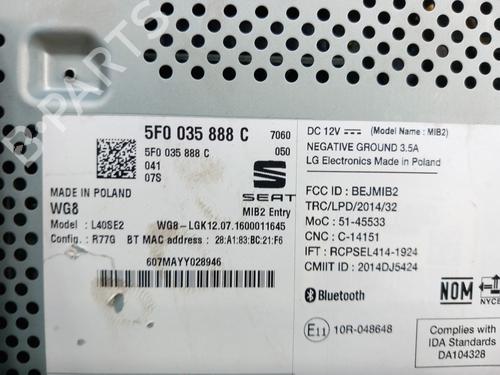 5F0 035 888 C 7060
5F0 035 888 C 050
041
07S
SEAT
MADE IN POLAND
WG8 MIB2 Entry
Model : L40SE2 WG8-LGK12.07.1600011645
Config. : R77G BT MAC address : 28:A1:83:BC:21:F6
607MAYY028946
DC 12V (Model Name : MIB2)
NEGATIVE GROUND 3.5A
LG Electronics Made in Poland
FCC ID : BEJMIB2
TRC/LPD/2014/32
MoC : 51-45533
CNC : C-14151
IFT : RCPSEL414-1924
CMIIT ID : 2014DJ5424
Bluetooth
NOM
NYCE
E11 10R-048648
Complies with
IDA Standards
DA104328